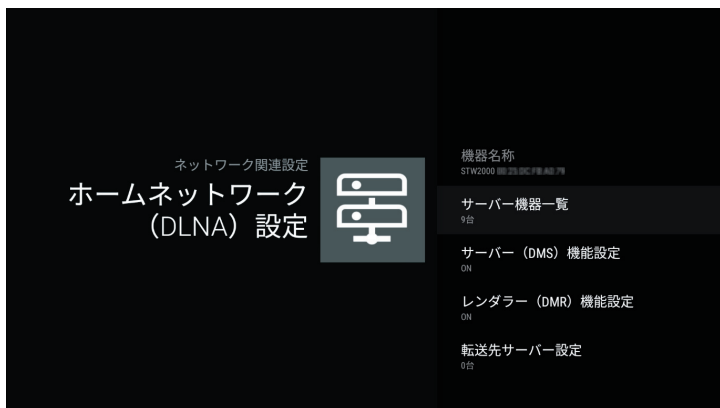 ネットワーク関連設定
ホームネットワーク
（DLNA）設定
機器名称
STW2000
サーバー機器一覧
9台
サーバー（DMS）機能設定
ON
レンダラー（DMR）機能設定
ON
転送先サーバー設定
0台